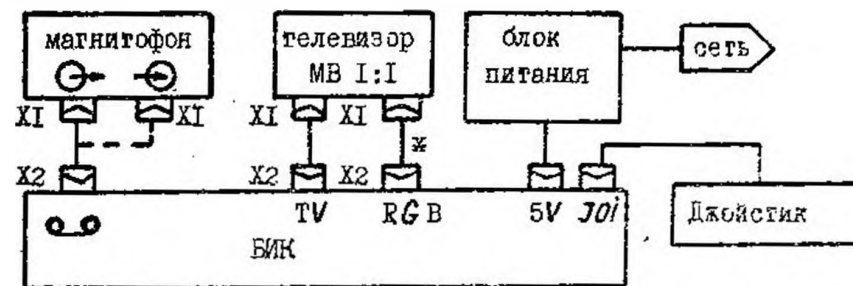 магнитофон
телевизор
МВ I:I
блок
питания
сеть
XI XI XI XI
*
X2 X2 X2
TV RGB 5V JOi
Джойстик
БИК